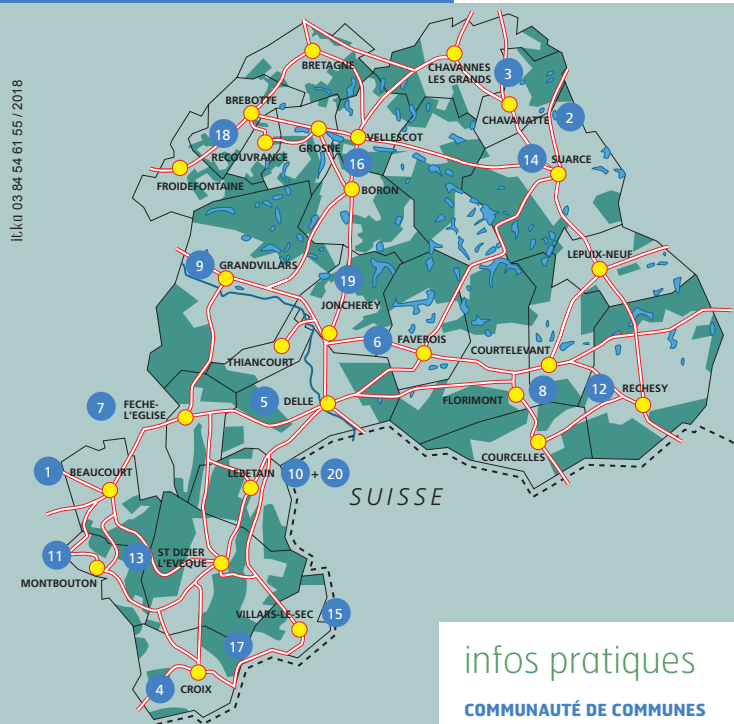 it.ku 03 84 54 61 55 / 2018
BRETAGNE
CHAVANNES
LES GRANDS
3
BREBOTTE
CHAVANATTE
2
18
GROSNE
VELLESCOT
RECOUVRANCE
16
14
SUARCE
FROIDEFONTAINE
BORON
9
GRANDVILLARS
LEPUIX-NEUF
19
JONCHEREY
6
FAVEROIS
COURTELEVANT
THIANCOURT
7
FECHE-
L'EGLISE
5
DELLE
FLORIMONT
8
12
RECHESY
COURCELLES
1
BEAUCOURT
LEBETAIN
10 + 20
SUISSE
11
13
ST DIZIER
L'EVEQUE
MONTBOUTON
VILLARS-LE-SEC
15
17
4
CROIX
infos pratiques
COMMUNAUTÉ DE COMMUNES